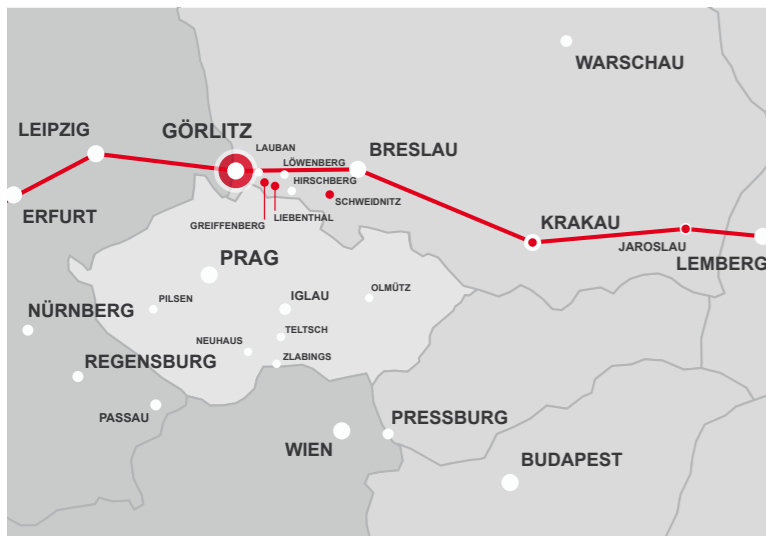 WARSCHAU
LEIPZIG
GÖRLITZ
LAUBAN
BRESLAU
LÖWENBERG
HIRSCHBERG
SCHWEIDNITZ
ERFURT
GREIFFENBERG
LIEBENTHAL
KRAKAU
JAROSLAU
LEMBERG
PRAG
OLMÜTZ
PILSEN
IGLAU
NÜRNBERG
TELTSCH
NEUHAUS
REGENSBURG
ZLABINGS
PASSAU
PRESSBURG
WIEN
BUDAPEST